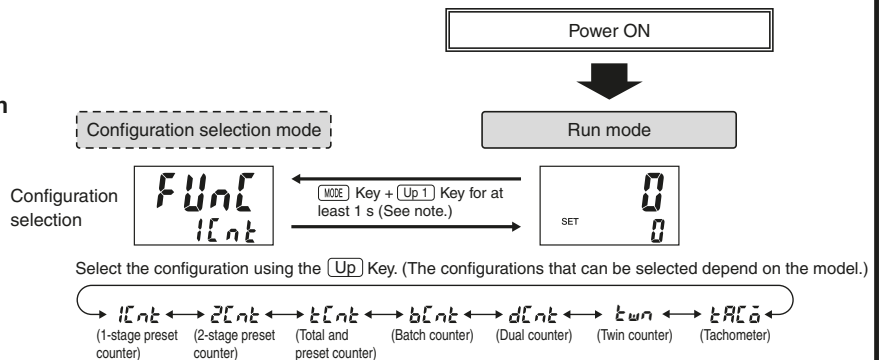 Power ON
n
Configuration selection mode
Run mode
Configuration
selection
FUnC
1Cnt
MODE Key + Up 1 Key for at
least 1 s (See note.)
0
SET
0
Select the configuration using the Up Key. (The configurations that can be selected depend on the model.)
1Cnt 2Cnt tCnt bCnt dCnt twn tACo
(1-stage preset
counter)
(2-stage preset
counter)
(Total and
preset counter)
(Batch counter)
(Dual counter)
(Twin counter)
(Tachometer)